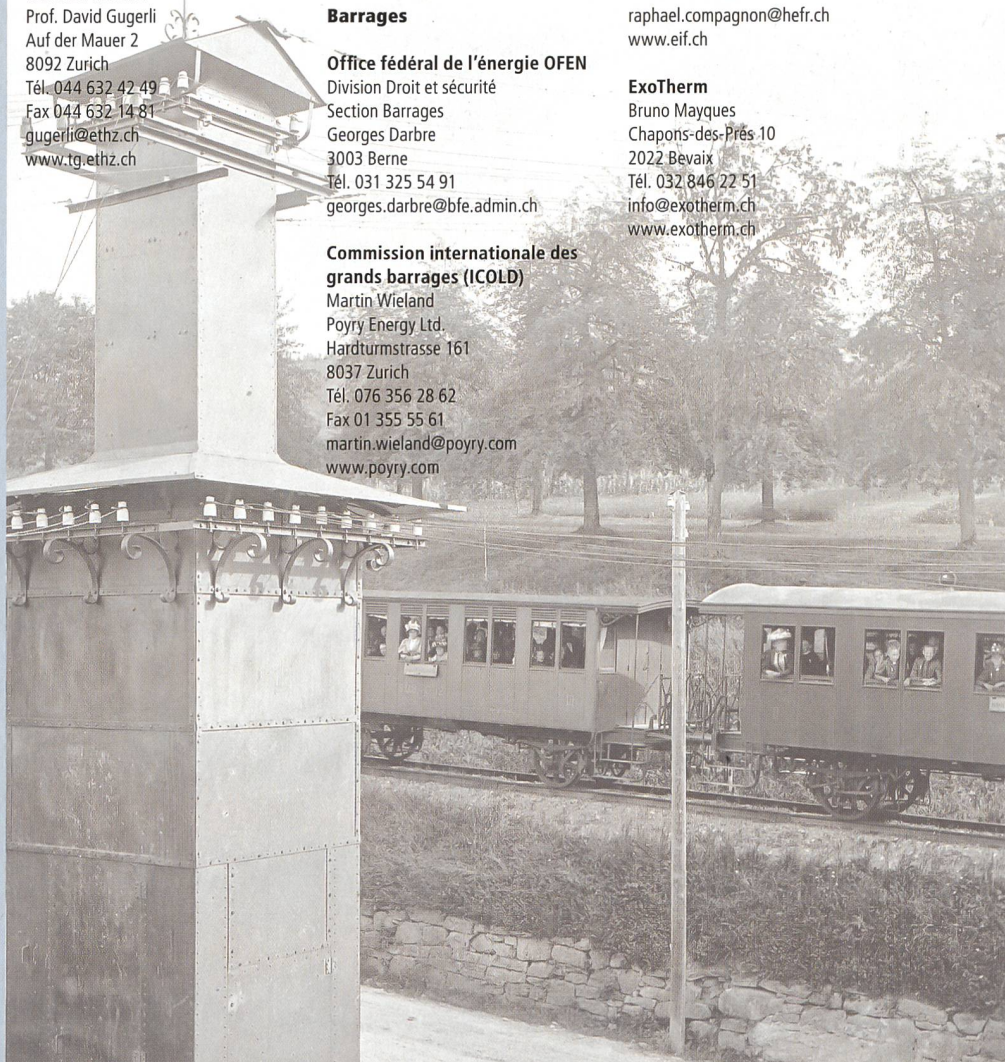 Prof. David Gugerli
Auf der Mauer 2
8092 Zurich
Tél. 044 632 42 49
Fax 044 632 14 81
gugerli@ethz.ch
www.tg.ethz.ch
Barrages
Office fédéral de l'énergie OFEN
Division Droit et sécurité
Section Barrages
Georges Darbre
3003 Berne
Tél. 031 325 54 91
georges.darbre@bfe.admin.ch
Commission internationale des
grands barrages (ICOLD)
Martin Wieland
Poyry Energy Ltd.
Hardturmstrasse 161
8037 Zurich
Tél. 076 356 28 62
Fax 01 355 55 61
martin.wieland@poyry.com
www.poyry.com
raphael.compagnon@hefr.ch
www.eif.ch
ExoTherm
Bruno Mayques
Chapons-des-Prés 10
2022 Bevaix
Tél. 032 846 22 51
info@exotherm.ch
www.exotherm.ch